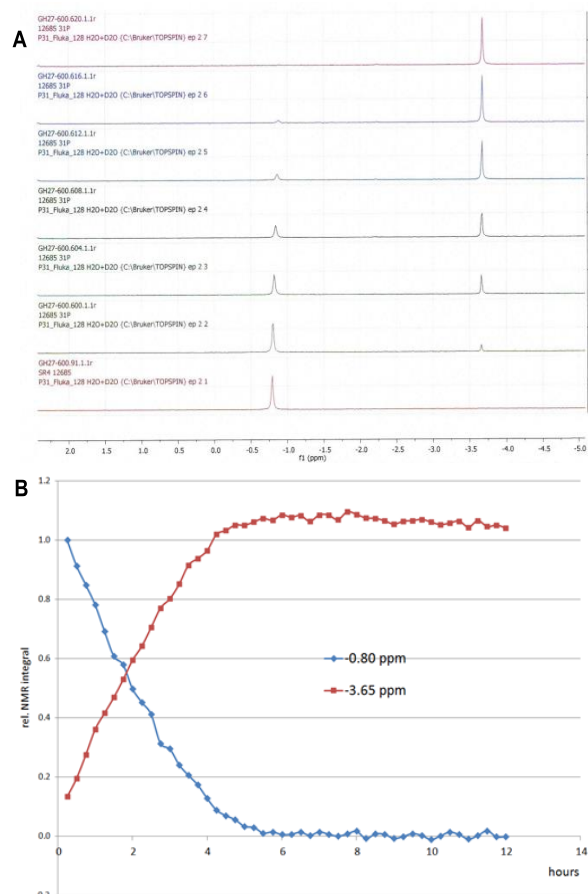 A
GH27-600.620.1.1r
12685 31P
P31_Fluka_128 H2O+D2O {C:\Bruker\TOPSPIN} ep 2 7
GH27-600.616.1.1r
12685 31P
P31_Fluka_128 H2O+D2O {C:\Bruker\TOPSPIN} ep 2 6
GH27-600.612.1.1r
12685 31P
P31_Fluka_128 H2O+D2O {C:\Bruker\TOPSPIN} ep 2 5
GH27-600.608.1.1r
12685 31P
P31_Fluka_128 H2O+D2O {C:\Bruker\TOPSPIN} ep 2 4
GH27-600.604.1.1r
12685 31P
P31_Fluka_128 H2O+D2O {C:\Bruker\TOPSPIN} ep 2 3
GH27-600.600.1.1r
12685 31P
P31_Fluka_128 H2O+D2O {C:\Bruker\TOPSPIN} ep 2 2
GH27-600.91.1.1r
SR4 12685
P31_Fluka_128 H2O+D2O {C:\Bruker\TOPSPIN} ep 2 1
2.0 1.5 1.0 0.5 0.0 -0.5 -1.0 -1.5 -2.0 -2.5 -3.0 -3.5 -4.0 -4.5 -5.0
f1 (ppm)
B
1.2
1.0
0.8
0.6
0.4
0.2
0.0
rel. NMR integral
-0.80 ppm
-3.65 ppm
0 2 4 6 8 10 12 14
hours